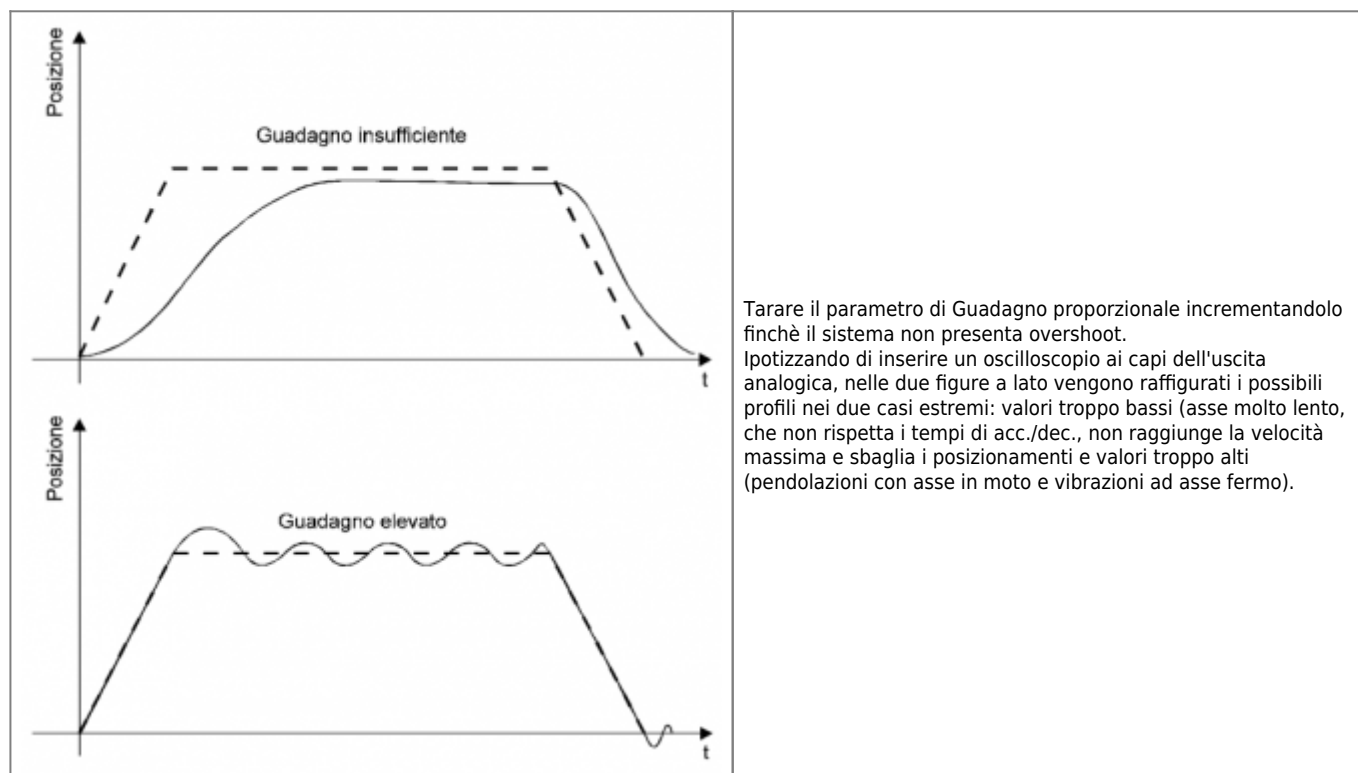 Posizione
Guadagno insufficiente
t
Posizione
Guadagno elevato
t
Tarare il parametro di Guadagno proporzionale incrementandolo
finchè il sistema non presenta overshoot.
Ipotizzando di inserire un oscilloscopio ai capi dell'uscita
analogica, nelle due figure a lato vengono raffigurati i possibili
profili nei due casi estremi: valori troppo bassi (asse molto lento,
che non rispetta i tempi di acc./dec., non raggiunge la velocità
massima e sbaglia i posizionamenti e valori troppo alti
(pendolazioni con asse in moto e vibrazioni ad asse fermo).